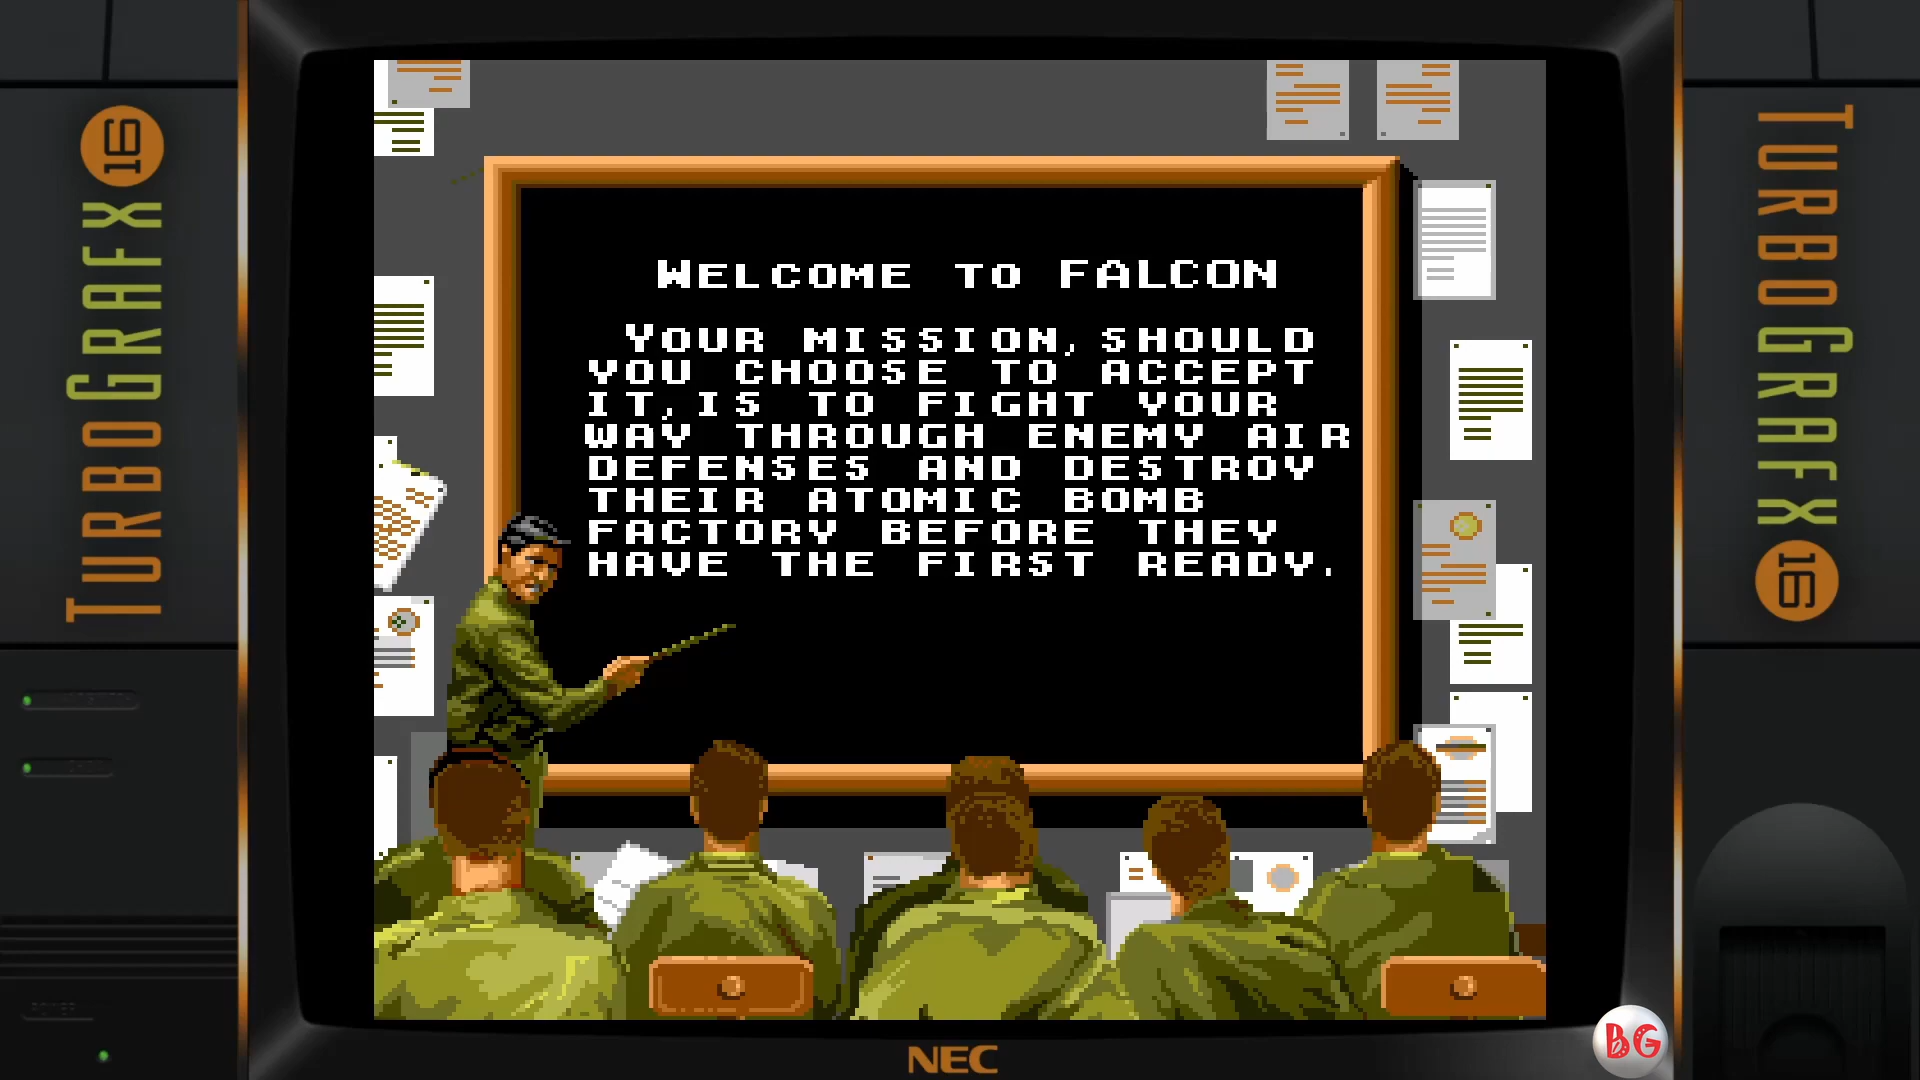 TURBOGRAFX 16
WELCOME TO FALCON
YOUR MISSION, SHOULD
YOU CHOOSE TO ACCEPT
IT, IS TO FIGHT YOUR
WAY THROUGH ENEMY AIR
DEFENSES AND DESTROY
THEIR ATOMIC BOMB
FACTORY BEFORE THEY
HAVE THE FIRST READY.
TURBOGRAFX 16
POWER
NEC
BG